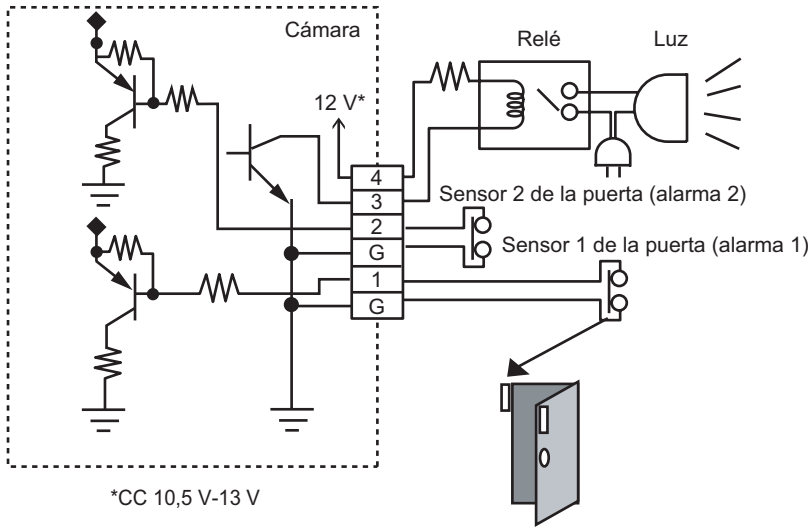 Cámara
Relé
Luz
12 V*
4
3
2
G
1
G
Sensor 2 de la puerta (alarma 2)
Sensor 1 de la puerta (alarma 1)
*CC 10,5 V-13 V